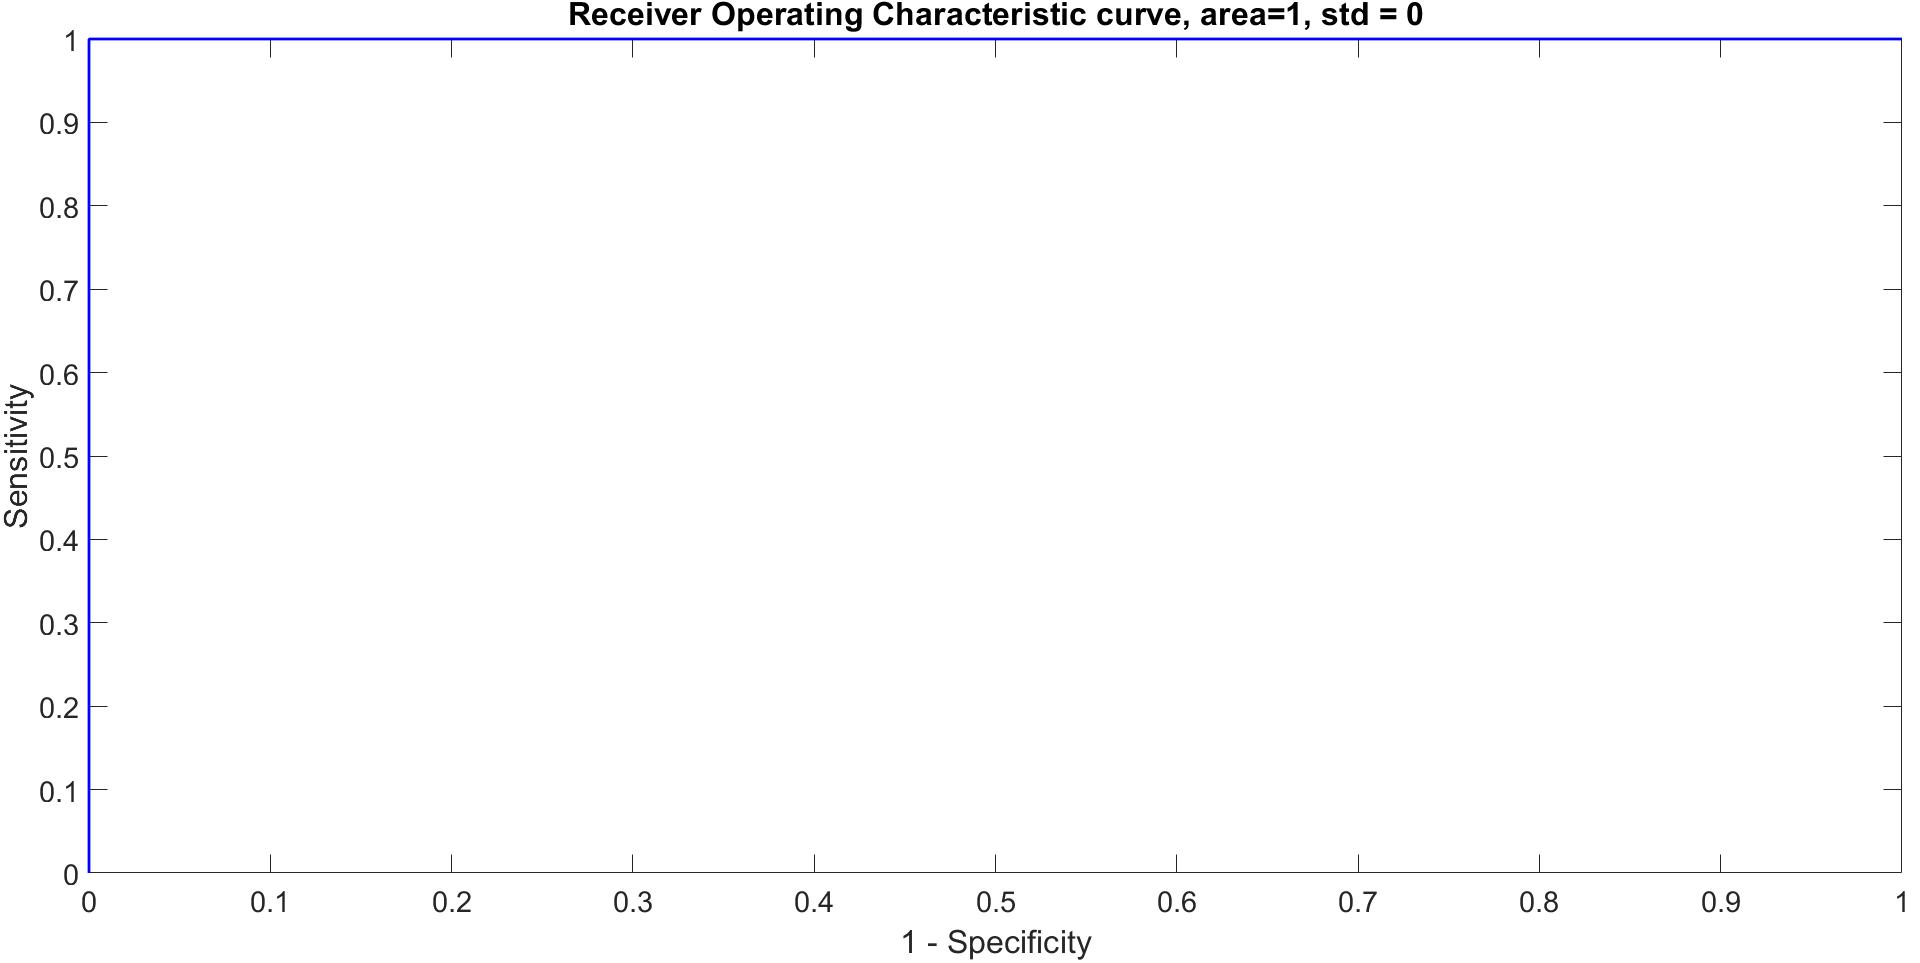 Receiver Operating Characteristic curve, area=1, std = 0
1
0.9
0.8
0.7
0.6
0.5
0.4
0.3
0.2
0.1
0
Sensitivity
0 0.1 0.2 0.3 0.4 0.5 0.6 0.7 0.8 0.9 1
1 - Specificity